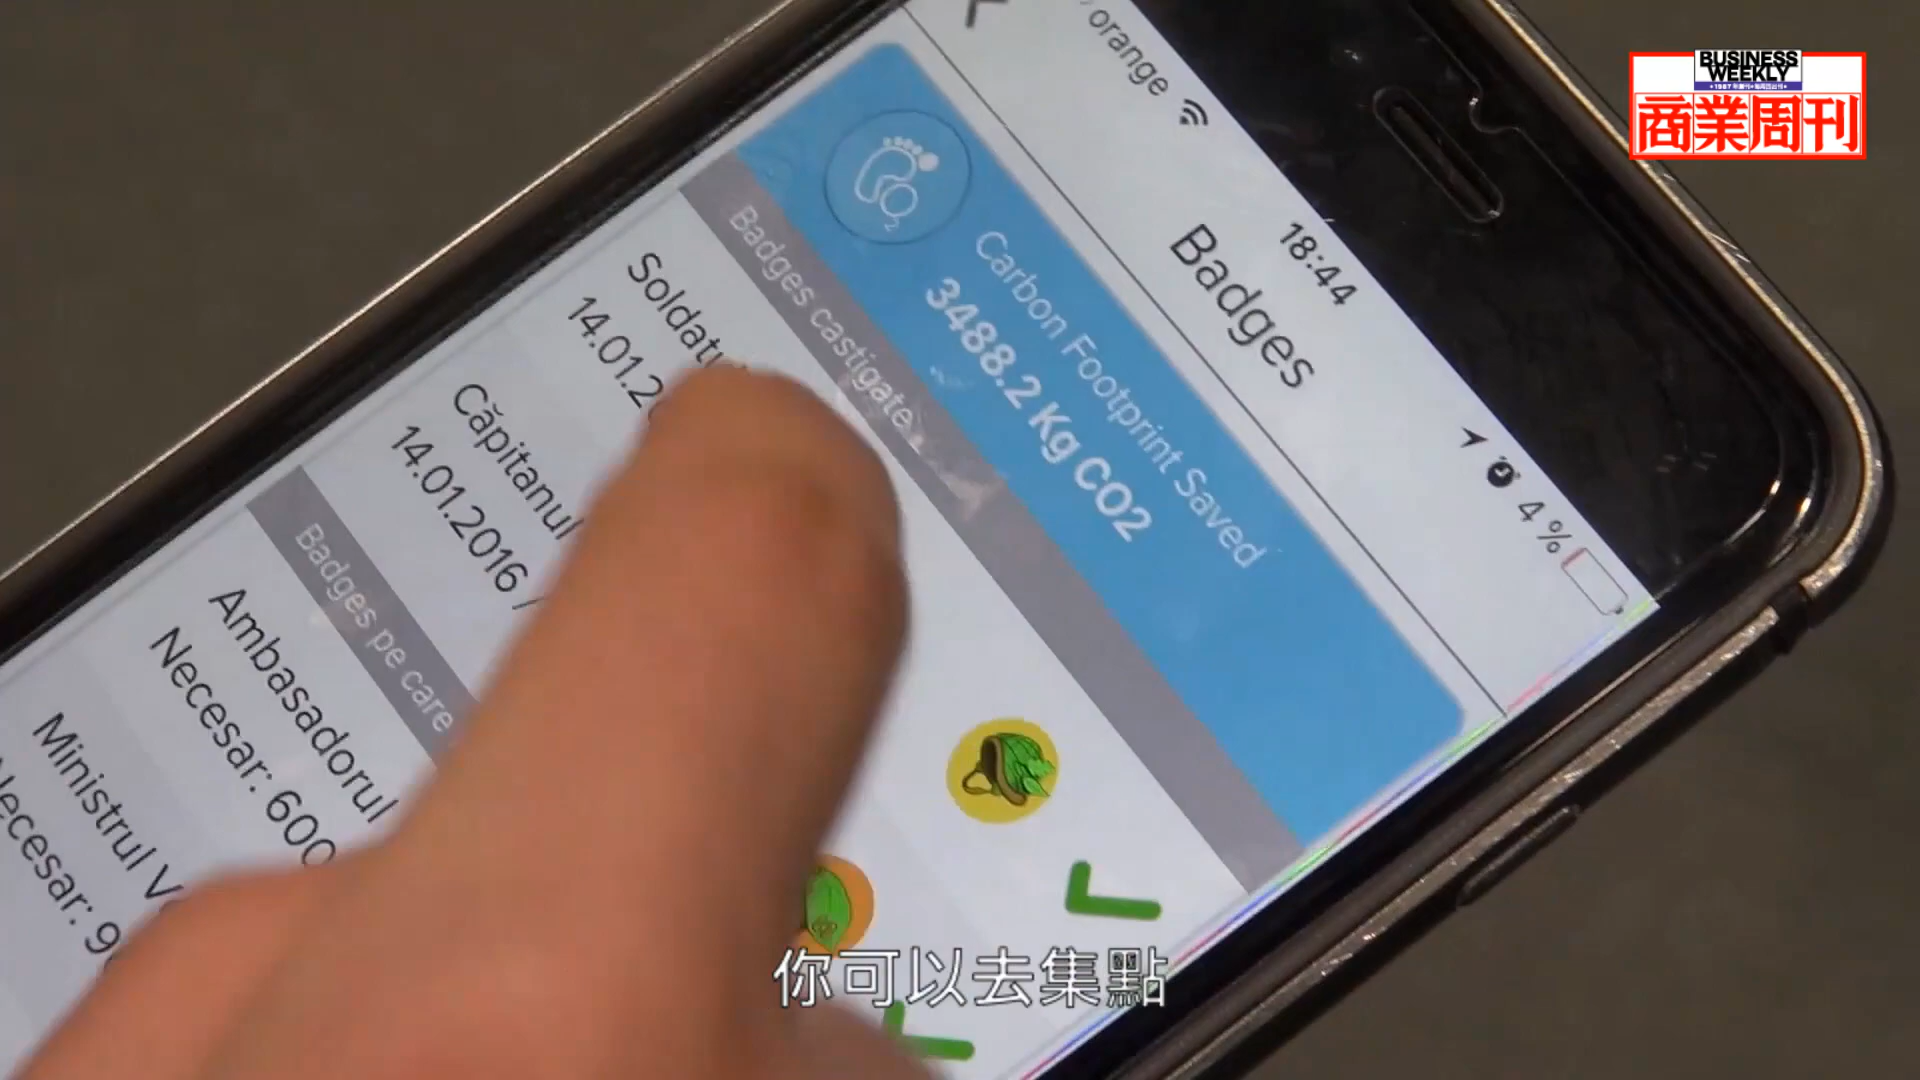 BUSINESS
WEEKLY
商業周刊
orange
18:44
4 %
Badges
Carbon Footprint Saved
3488.2 Kg CO2
Badges castigate
14.01.2
Căpitanul
14.01.2016 /
Badges pe care
Ambasadorul
Necesar: 600
Ministrul
你可以去集點